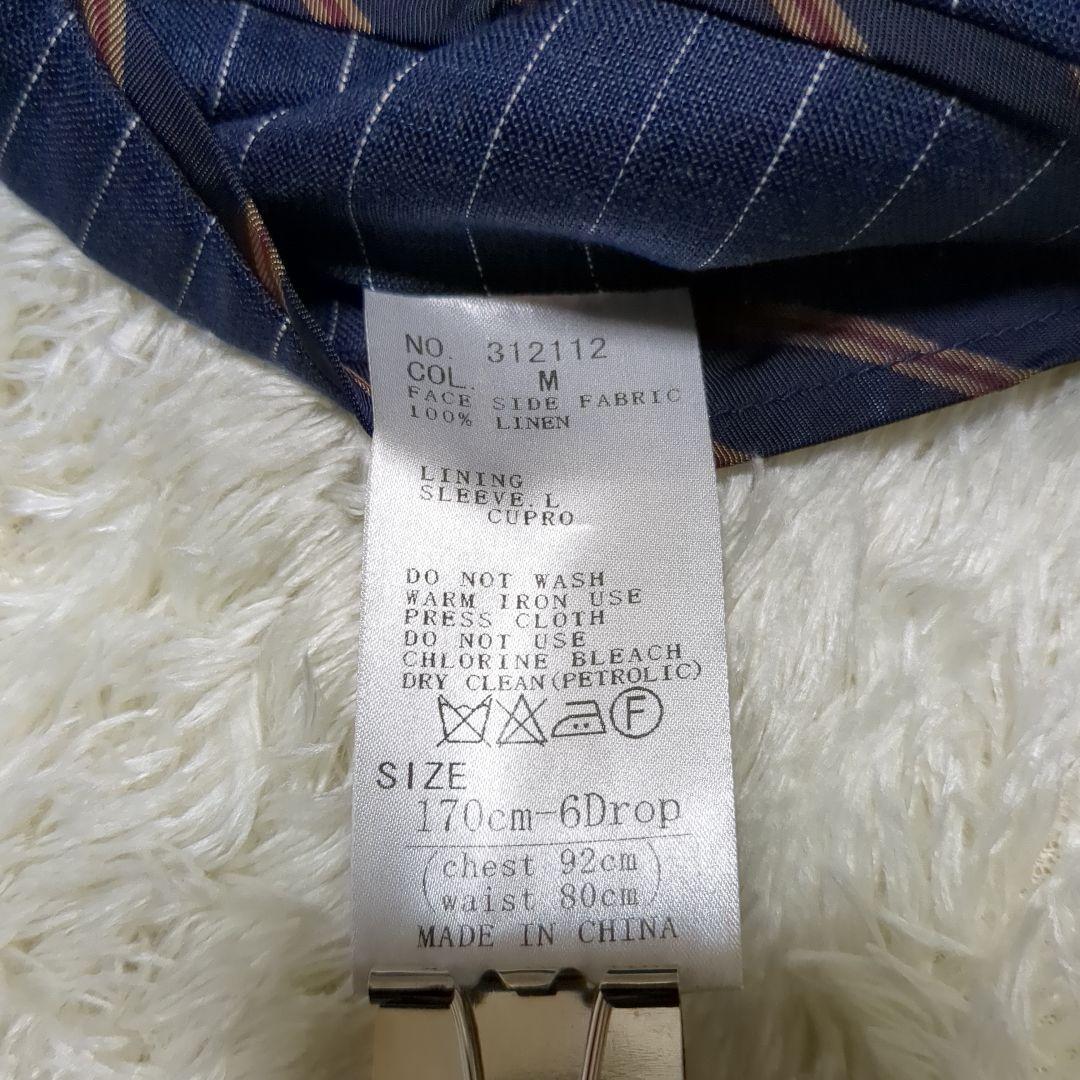 NO. 312112
COL. M
FACE SIDE FABRIC
100% LINEN
LINING
SLEEVE.L
CUPRO
DO NOT WASH
WARM IRON USE
PRESS CLOTH
DO NOT USE
CHLORINE BLEACH
DRY CLEAN(PETROLIC)
F
SIZE
170cm-6Drop
(chest 92cm
waist 80cm)
MADE IN CHINA